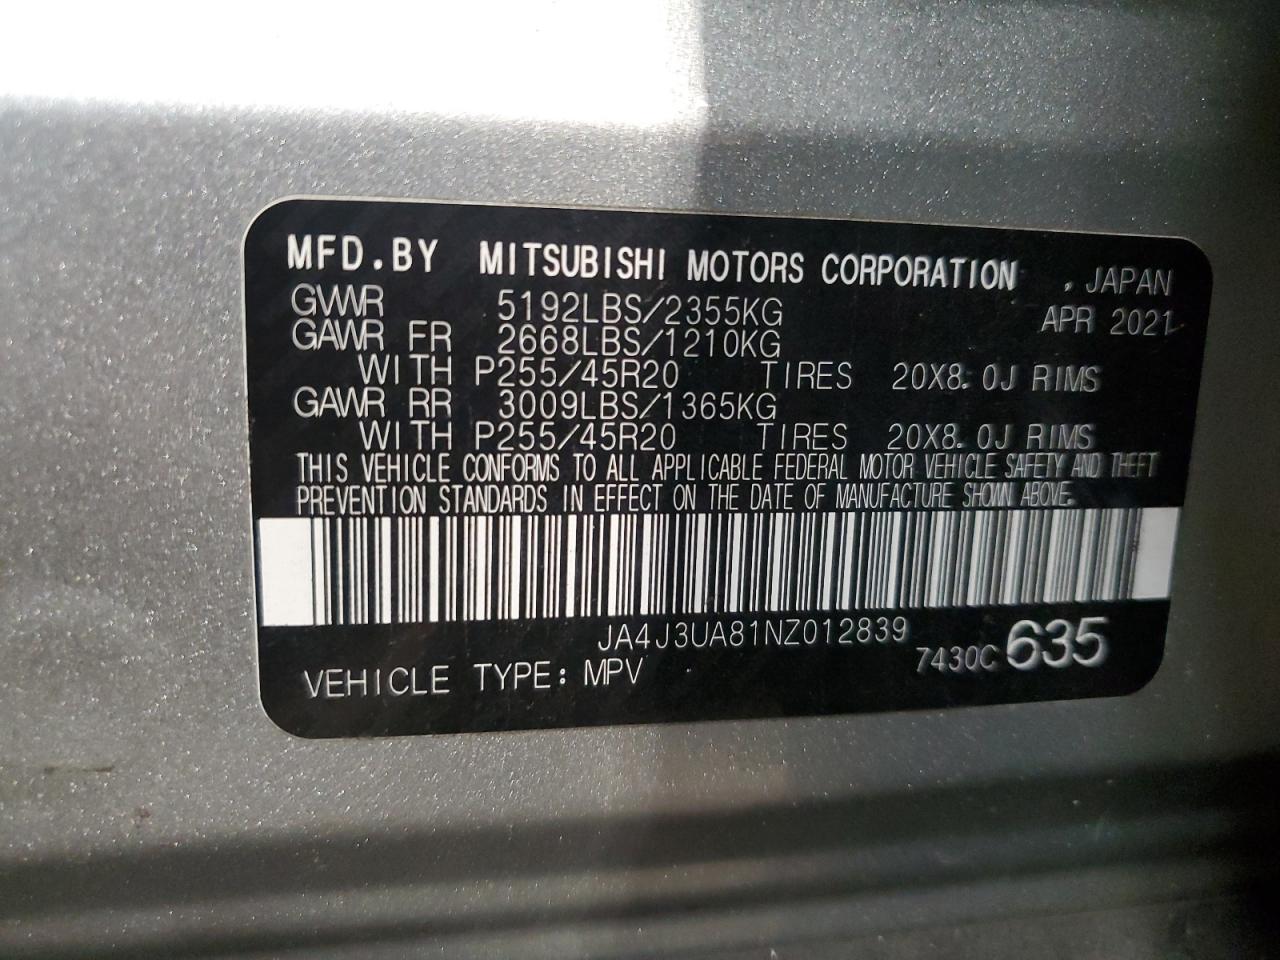 MFD.BY MITSUBISHI MOTORS CORPORATION , JAPAN
GVWR 5192LBS/2355KG APR 2021
GAWR FR 2668LBS/1210KG
WITH P255/45R20 TIRES 20X8.0J RIMS
GAWR RR 3009LBS/1365KG
WITH P255/45R20 TIRES 20X8.0J RIMS
THIS VEHICLE CONFORMS TO ALL APPLICABLE FEDERAL MOTOR VEHICLE SAFETY AND THEFT
PREVENTION STANDARDS IN EFFECT ON THE DATE OF MANUFACTURE SHOWN ABOVE.
JA4J3UA81NZ012839
7430C 635
VEHICLE TYPE: MPV